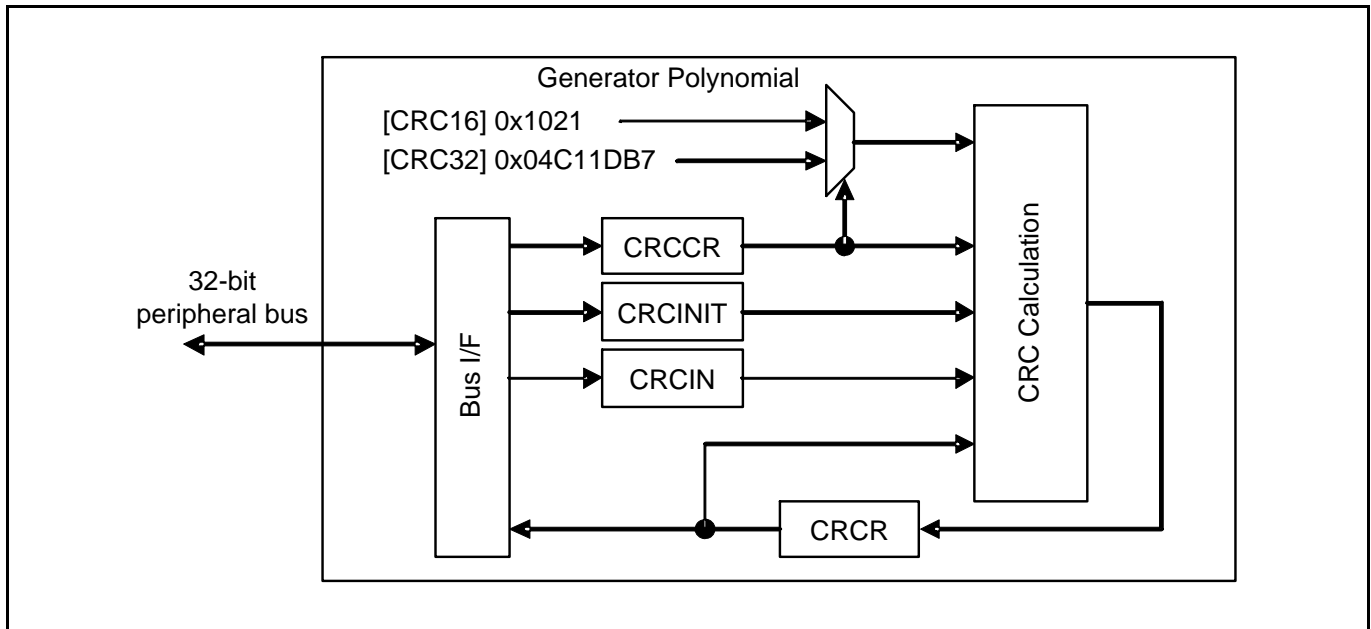 Generator Polynomial
[CRC16] 0x1021
[CRC32] 0x04C11DB7
32-bit
peripheral bus
Bus I/F
CRCCR
CRCINIT
CRCIN
CRC Calculation
CRCR